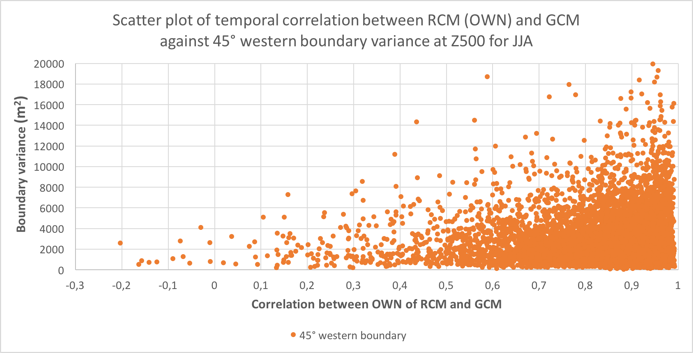 Scatter plot of temporal correlation between RCM (OWN) and GCM
against 45° western boundary variance at Z500 for JJA
Boundary variance (m²)
20000
18000
16000
14000
12000
10000
8000
6000
4000
2000
0
-0,3 -0,2 -0,1 0 0,1 0,2 0,3 0,4 0,5 0,6 0,7 0,8 0,9 1
Correlation between OWN of RCM and GCM
45° western boundary